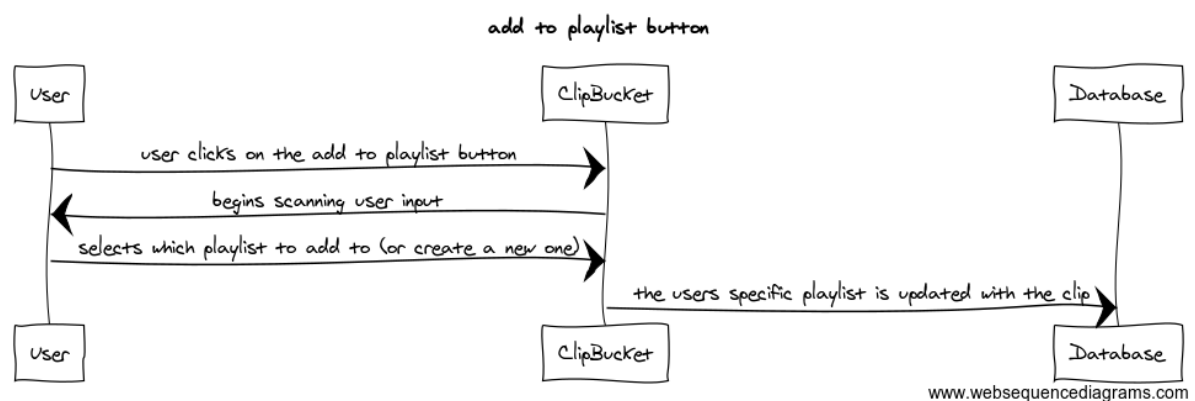 add to playlist button
User
ClipBucket
Database
user clicks on the add to playlist button
begins scanning user input
selects which playlist to add to (or create a new one)
the users specific playlist is updated with the clip
User
ClipBucket
Database
www.websequencediagrams.com